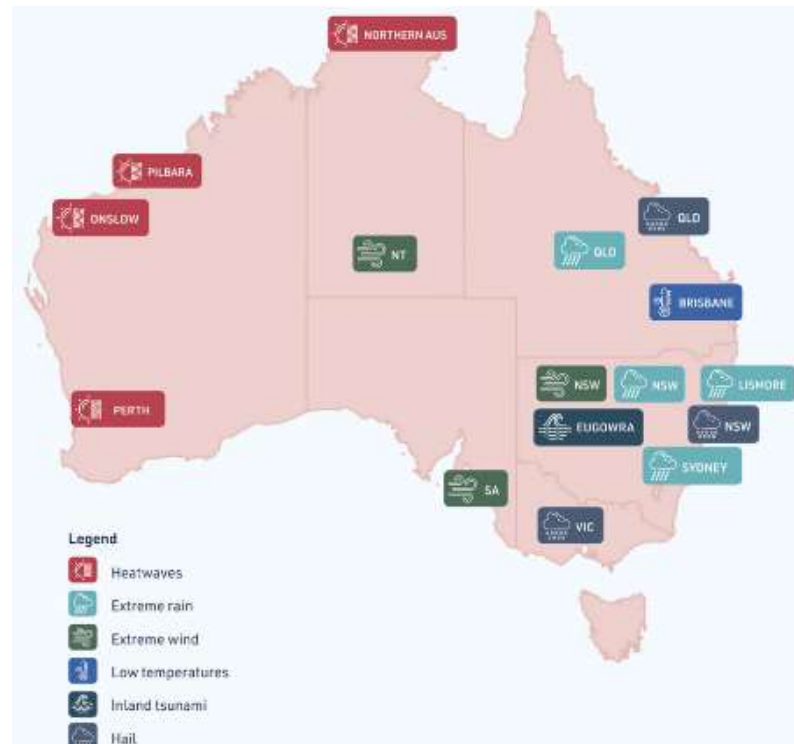 NORTHERN AUS
PILBARA
ONSLOW
QLD
NT
QLD
BRISBANE
NSW
NSW
LISMORE
PERTH
EUGOWRA
NSW
SYDNEY
SA
VIC
Legend
Heatwaves
Extreme rain
Extreme wind
Low temperatures
Inland tsunami
Hail